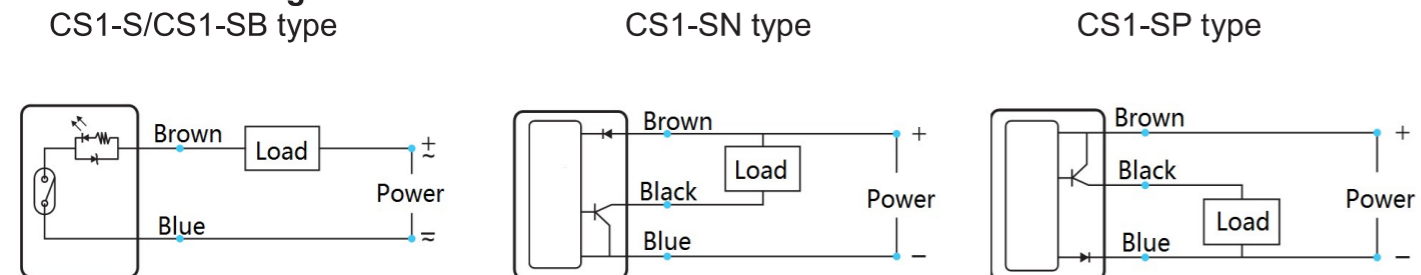 CS1-S/CS1-SB type
CS1-SN type
CS1-SP type
Brown
Load
+
~
Power
Blue
=
~
Brown
+
Load
Black
Power
Blue
−
Brown
+
Black
Power
Load
Blue
−